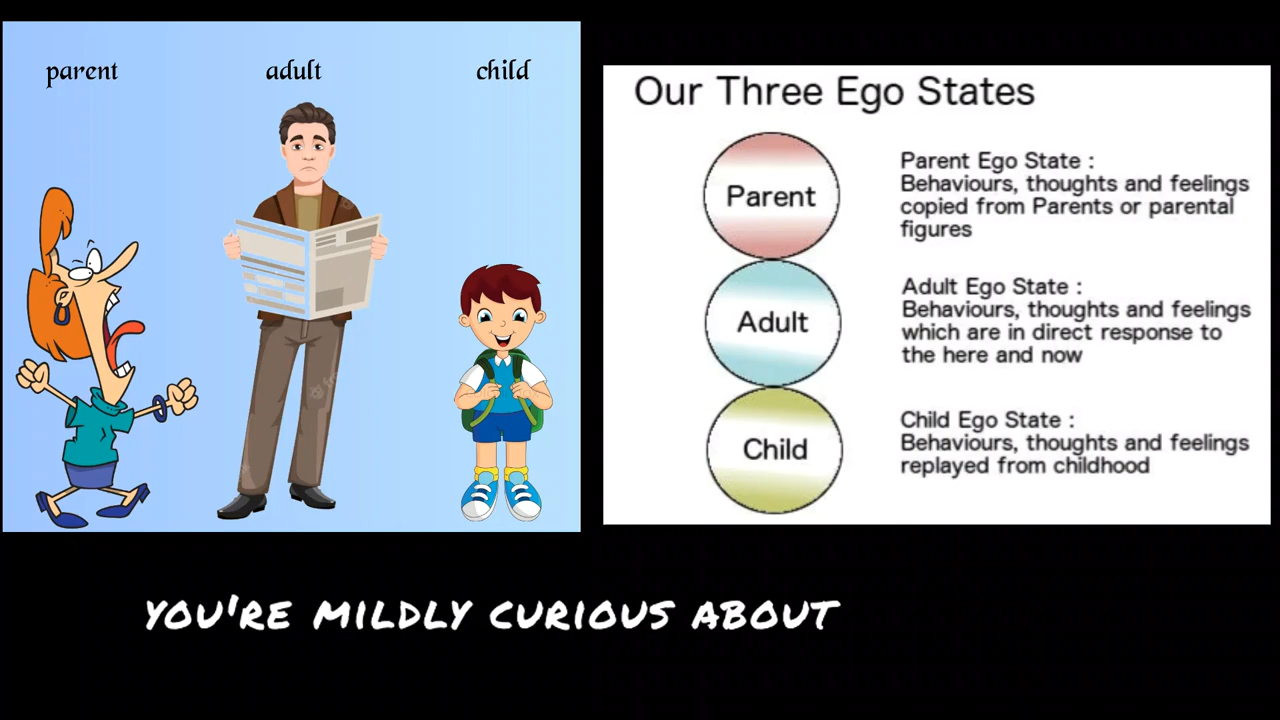 parent
adult
child
Our Three Ego States
Parent
Parent Ego State :
Behaviours, thoughts and feelings
copied from Parents or parental
figures
Adult
Adult Ego State :
Behaviours, thoughts and feelings
which are in direct response to
the here and now
Child
Child Ego State :
Behaviours, thoughts and feelings
replayed from childhood
YOU'RE MILDLY CURIOUS ABOUT